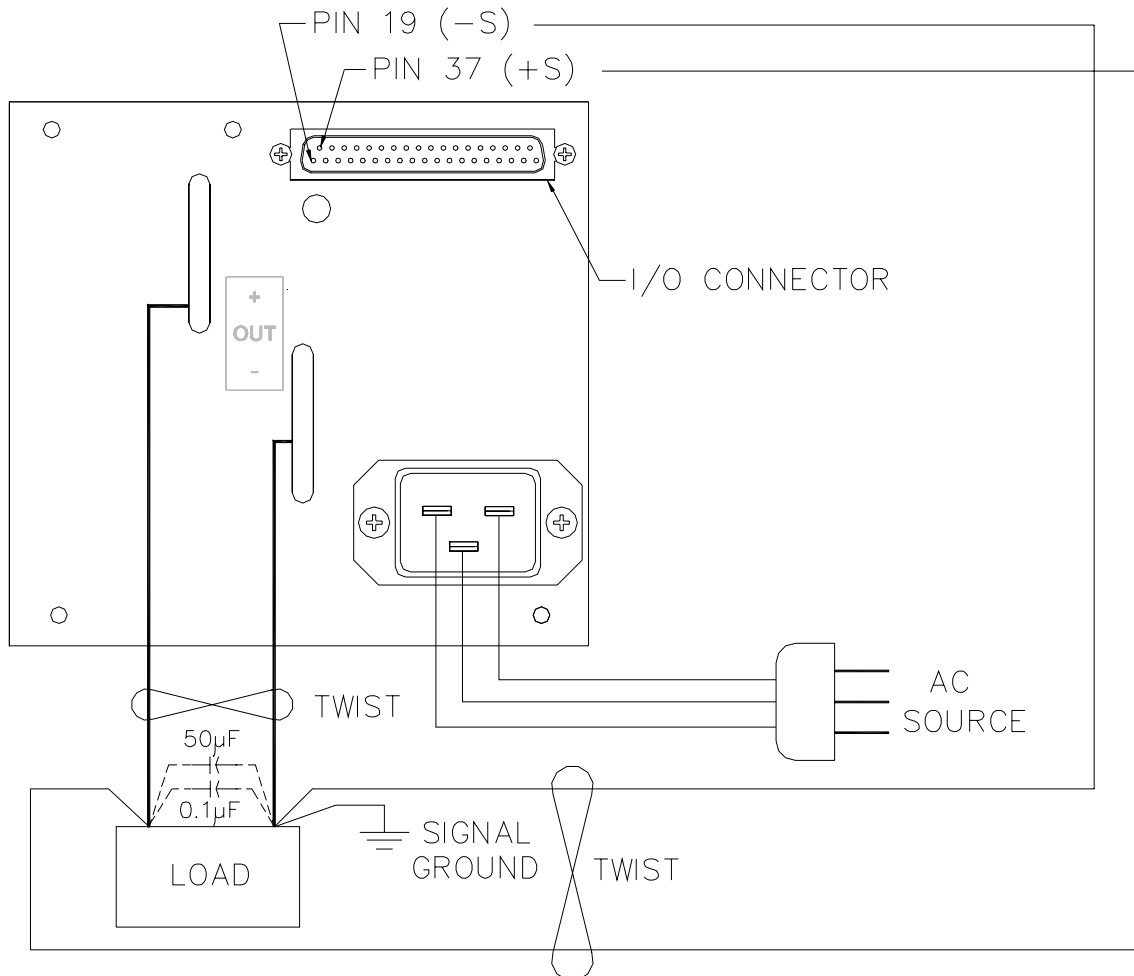 PIN 19 (-S)
PIN 37 (+S)
I/O CONNECTOR
+
OUT
-
AC
SOURCE
TWIST
50µF
0.1µF
SIGNAL
GROUND
TWIST
LOAD